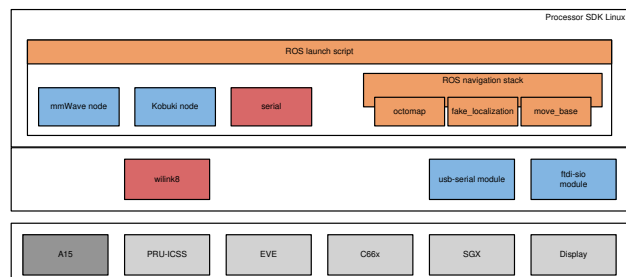 Processor SDK Linux
ROS launch script
ROS navigation stack
mmWave node
Kobuki node
serial
octomap
fake_localization
move_base
wilink8
usb-serial module
ftdi-sio
module
A15
PRU-ICSS
EVE
C66x
SGX
Display